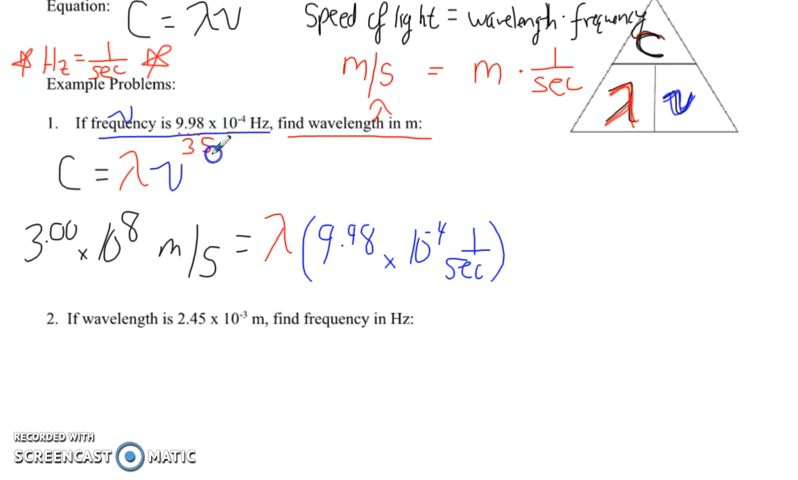 Equation: C = λν Speed of light = wavelength · frequency
* Hz = 1/sec * m/s = m · 1/sec
C
λ ν
Example Problems:
ν λ
1. If frequency is 9.98 x 10⁻⁴ Hz, find wavelength in m:
3 S
C = λν
3.00 x 10⁸ m/s = λ (9.98 x 10⁻⁴ 1/sec)
2. If wavelength is 2.45 x 10⁻³ m, find frequency in Hz:
RECORDED WITH
SCREENCAST MATIC